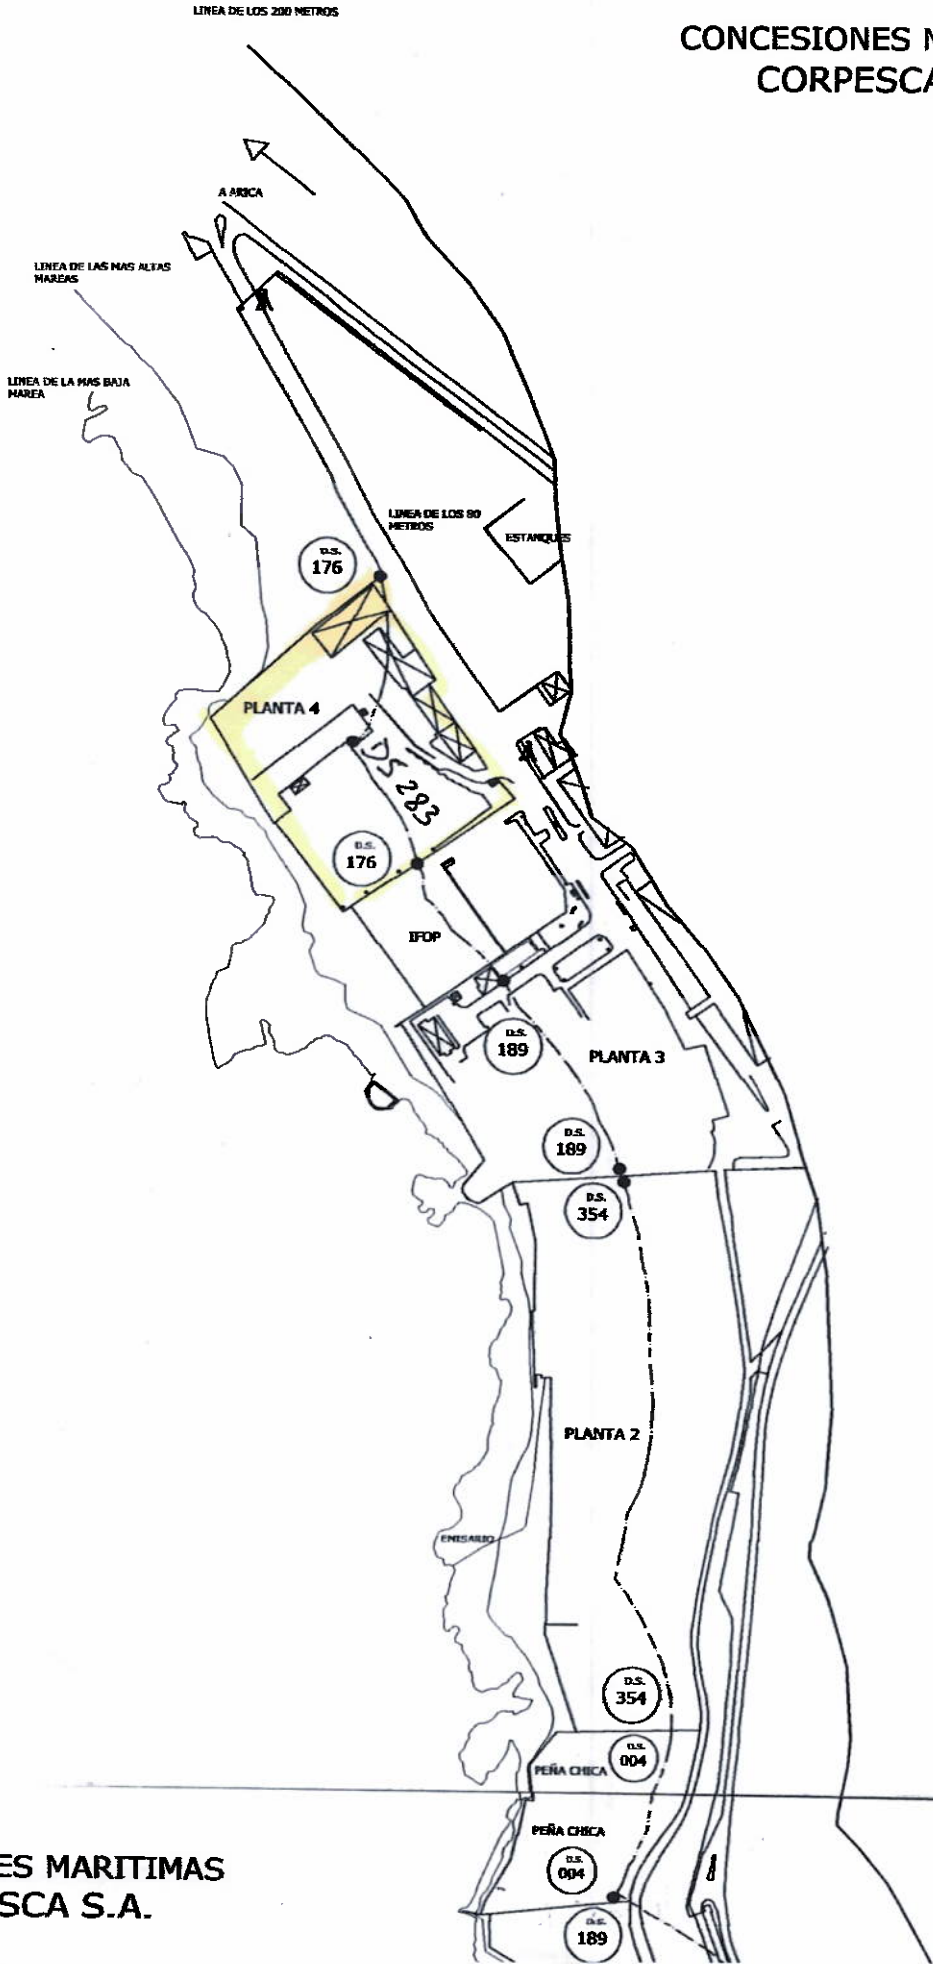 LINEA DE LOS 200 METROS
CONCESIONES
CORPESCA
A ARICA
LINEA DE LAS MAS ALTAS
MAREAS
LINEA DE LA MAS BAJA
MAREA
LINEA DE LOS 80
METROS
ESTANQUES
D.S.
176
PLANTA 4
DS 283
D.S.
176
IFOP
D.S.
189
PLANTA 3
D.S.
189
D.S.
354
PLANTA 2
EMISARIO
D.S.
354
D.S.
004
PEÑA CHICA
PEÑA CHICA
D.S.
004
ES MARITIMAS
SCA S.A.
D.S.
189